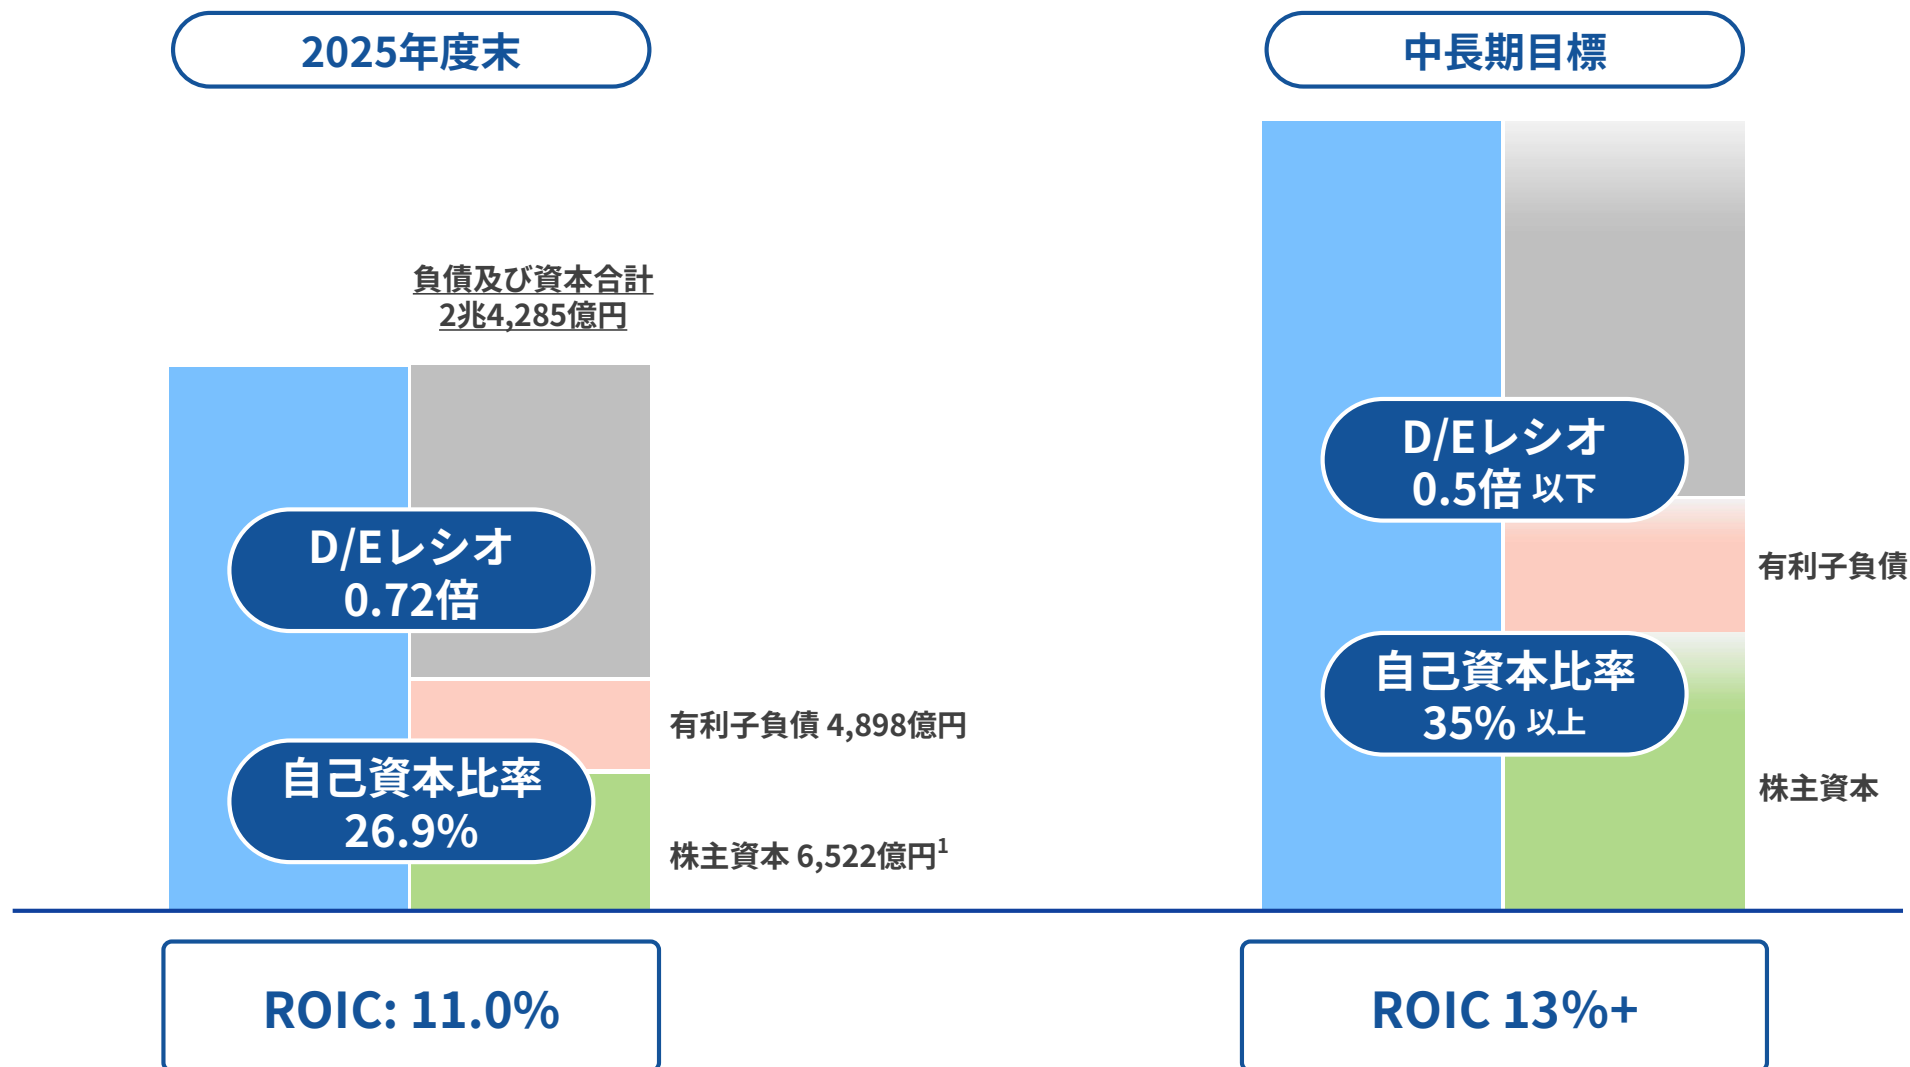 2025年度末
負債及び資本合計
2兆4,285億円
D/Eレシオ
0.72倍
有利子負債 4,898億円
自己資本比率
26.9%
株主資本 6,522億円1
ROIC: 11.0%
中長期目標
D/Eレシオ
0.5倍 以下
有利子負債
自己資本比率
35% 以上
株主資本
ROIC 13%+